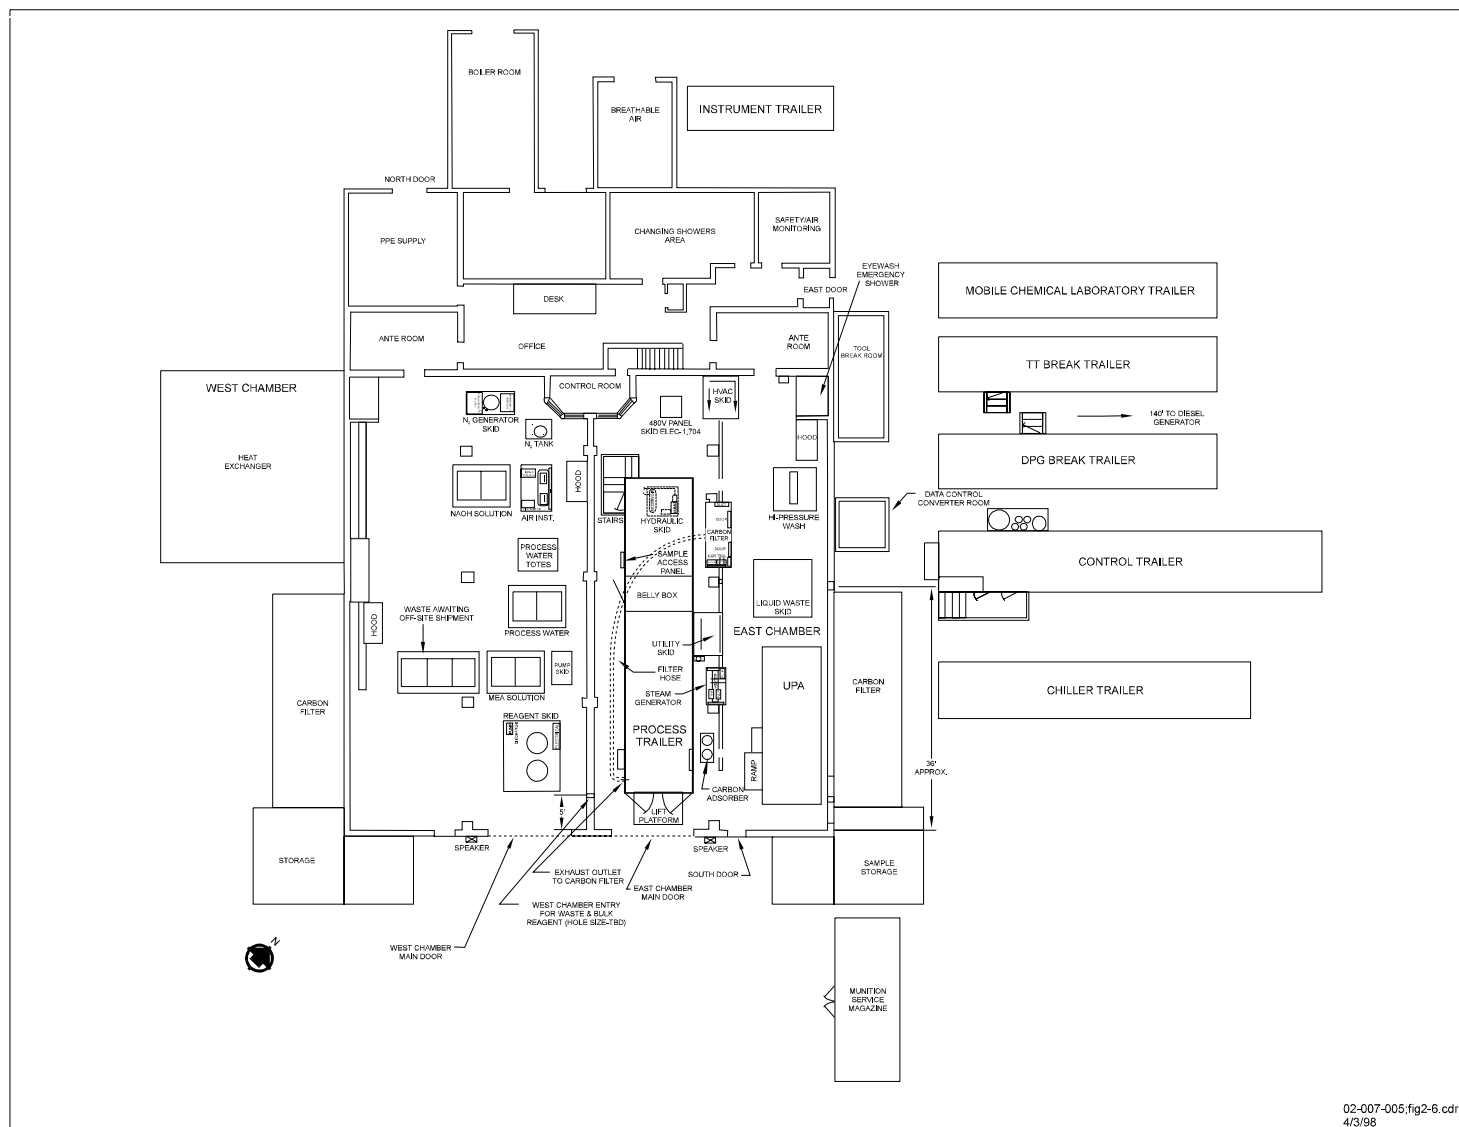 BOILER ROOM
BREATHABLE
AIR
INSTRUMENT TRAILER
NORTH DOOR
PPE SUPPLY
CHANGING SHOWERS
AREA
SAFETY/AIR
MONITORING
EYEWASH
EMERGENCY
SHOWER
EAST DOOR
MOBILE CHEMICAL LABORATORY TRAILER
DESK
ANTE ROOM
OFFICE
ANTE
ROOM
TOOL
BREAK ROOM
TT BREAK TRAILER
WEST CHAMBER
CONTROL ROOM
HVAC
SKID
N2 GENERATOR
SKID
N2 TANK
480V PANEL
SKID ELEC-1,704
HOOD
140' TO DIESEL
GENERATOR
HEAT
EXCHANGER
DPG BREAK TRAILER
HOOD
NAOH SOLUTION
AIR INST.
STAIRS
HYDRAULIC
SKID
HI-PRESSURE
WASH
DATA CONTROL
CONVERTER ROOM
DOOR
CARBON
FILTER
DOOR
PROCESS
WATER
TOTES
SAMPLE
ACCESS
PANEL
CONTROL TRAILER
BELLY BOX
LIQUID WASTE
SKID
WASTE AWAITING
OFF-SITE SHIPMENT
HOOD
PROCESS WATER
EAST CHAMBER
UTILITY
SKID
PUMP
SKID
MEA SOLUTION
FILTER
HOSE
STEAM
GENERATOR
UPA
CARBON
FILTER
CHILLER TRAILER
CARBON
FILTER
REAGENT SKID
PROCESS
TRAILER
RAMP
36'
APPROX.
CARBON
ADSORBER
5'
LIFT
PLATFORM
SPEAKER
SPEAKER
STORAGE
EXHAUST OUTLET
TO CARBON FILTER
SOUTH DOOR
SAMPLE
STORAGE
EAST CHAMBER
MAIN DOOR
WEST CHAMBER ENTRY
FOR WASTE & BULK
REAGENT (HOLE SIZE-TBD)
N
WEST CHAMBER
MAIN DOOR
MUNITION
SERVICE
MAGAZINE
02-007-005;fig2-6.cdr
4/3/98